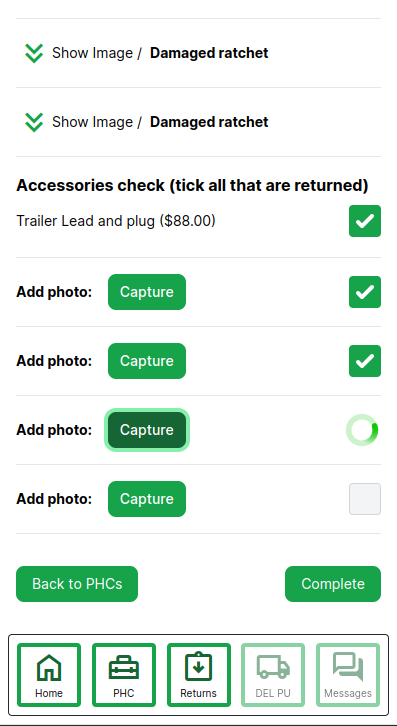 Show Image / Damaged ratchet
Show Image / Damaged ratchet
Accessories check (tick all that are returned)
Trailer Lead and plug ($88.00)
Add photo: Capture
Add photo: Capture
Add photo: Capture
Add photo: Capture
Back to PHCs Complete
Home PHC Returns DEL PU Messages